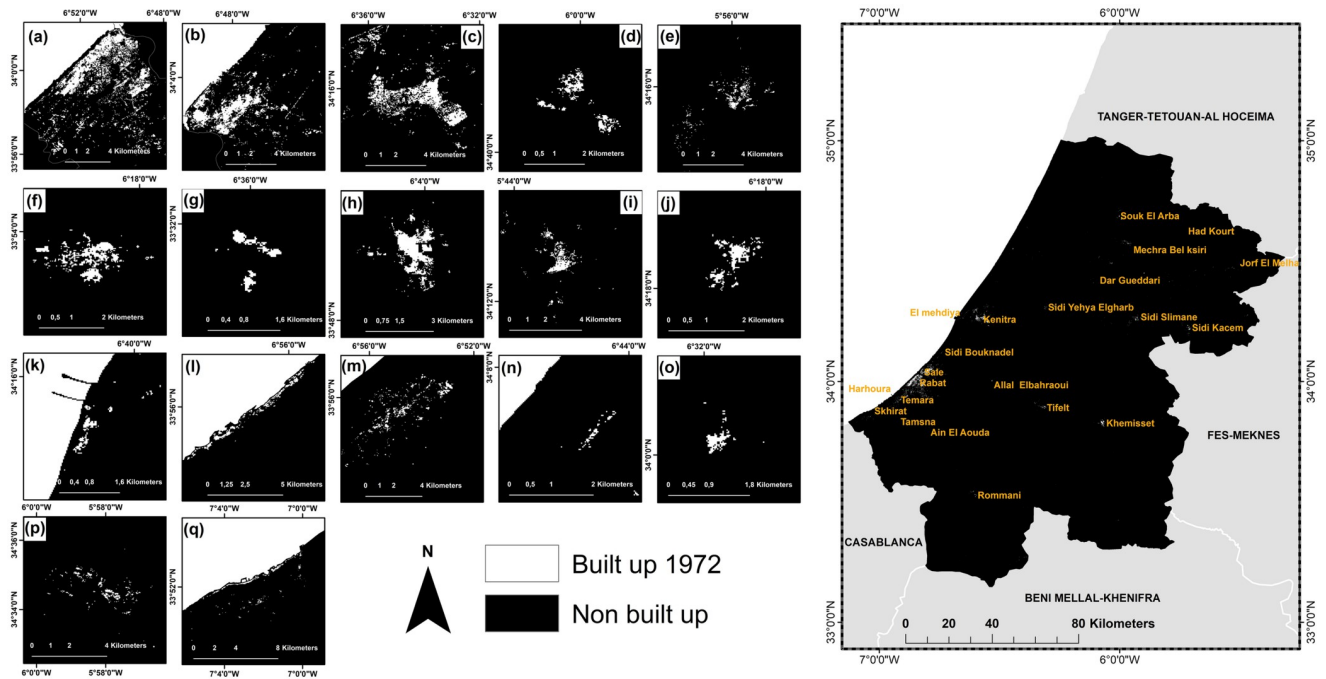 6°52'0"W 6°48'0"W
6°48'0"W
6°36'0"W 6°32'0"W
6°0'0"W
5°56'0"W
(a)
34°0'0"N
33°56'0"N
0 1 2 4 Kilometers
(b)
34°4'0"N
0 1 2 4 Kilometers
(c)
34°16'0"N
0 1 2 4 Kilometers
(d)
34°40'0"N
0 0,5 1 2 Kilometers
(e)
34°16'0"N
0 1 2 4 Kilometers
6°18'0"W
6°36'0"W
6°4'0"W
5°44'0"W
6°18'0"W
(f)
33°54'0"N
0 0,5 1 2 Kilometers
(g)
33°32'0"N
0 0.4 0.8 1,6 Kilometers
(h)
33°48'0"N
0 0,75 1,5 3 Kilometers
(i)
34°12'0"N
0 1 2 4 Kilometers
(j)
34°18'0"N
0 0,5 1 2 Kilometers
6°40'0"W
6°56'0"W
6°56'0"W 6°52'0"W
6°44'0"W
6°32'0"W
(k)
34°16'0"N
0 0,4 0,8 1,6 Kilometers
(l)
33°56'0"N
0 1,25 2,5 5 Kilometers
(m)
33°56'0"N
0 1 2 4 Kilometers
(n)
34°8'0"N
0 0,5 1 2 Kilometers
(o)
34°0'0"N
0 0,45 0,9 1,8 Kilometers
6°0'0"W 5°58'0"W
7°4'0"W 7°0'0"W
(p)
34°36'0"N
34°34'0"N
0 1 2 4 Kilometers
6°0'0"W 5°58'0"W
(q)
33°52'0"N
0 2 4 8 Kilometers
7°4'0"W 7°0'0"W
N
Built up 1972
Non built up
7°0'0"W 6°0'0"W
35°0'0"N 35°0'0"N
34°0'0"N 34°0'0"N
33°0'0"N 33°0'0"N
TANGER-TETOUAN-AL HOCEIMA
Souk El Arba
Had Kourt
Mechra Bel ksiri
Jorf El Melha
Dar Gueddari
Sidi Yehya Elgharb
El mehdiya
Kenitra
Sidi Slimane
Sidi Kacem
Sidi Bouknadel
Sale
Rabat
Harhoura
Allal Elbahraoui
Temara
Tifelt
Skhirat
Tamsna
Khemisset
Ain El Aouda
FES-MEKNES
Rommani
CASABLANCA
BENI MELLAL-KHENIFRA
0 20 40 80 Kilometers
7°0'0"W 6°0'0"W